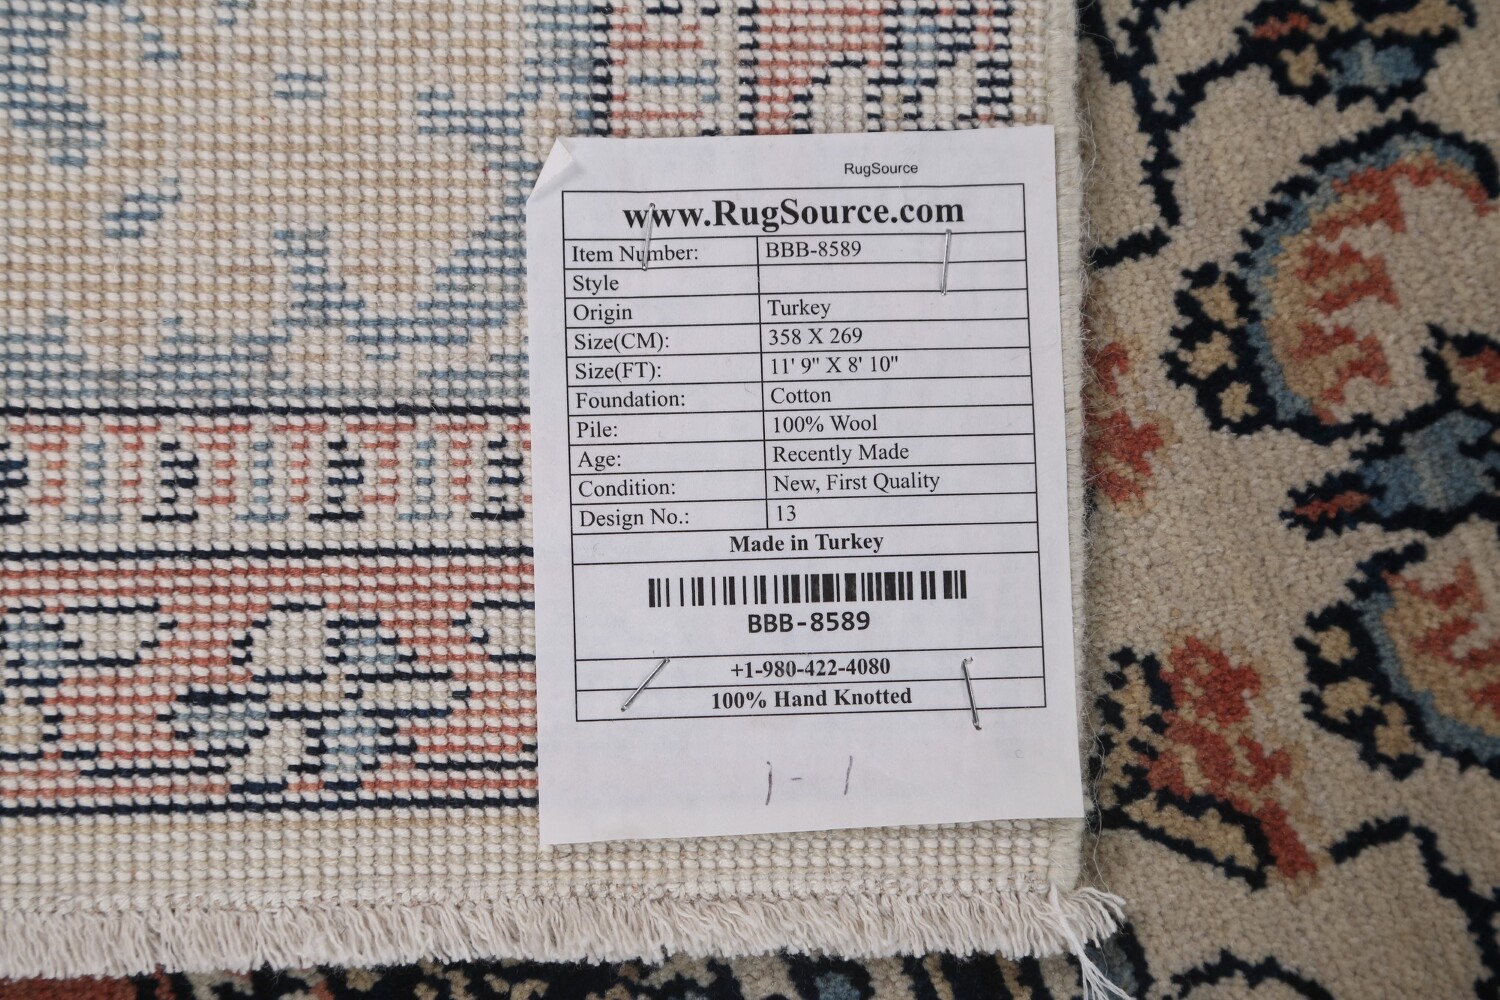 RugSource
www.RugSource.com
Item Number: BBB-8589
Style
Origin Turkey
Size(CM): 358 X 269
Size(FT): 11' 9" X 8' 10"
Foundation: Cotton
Pile: 100% Wool
Age: Recently Made
Condition: New, First Quality
Design No.: 13
Made in Turkey
BBB-8589
+1-980-422-4080
100% Hand Knotted
1-1